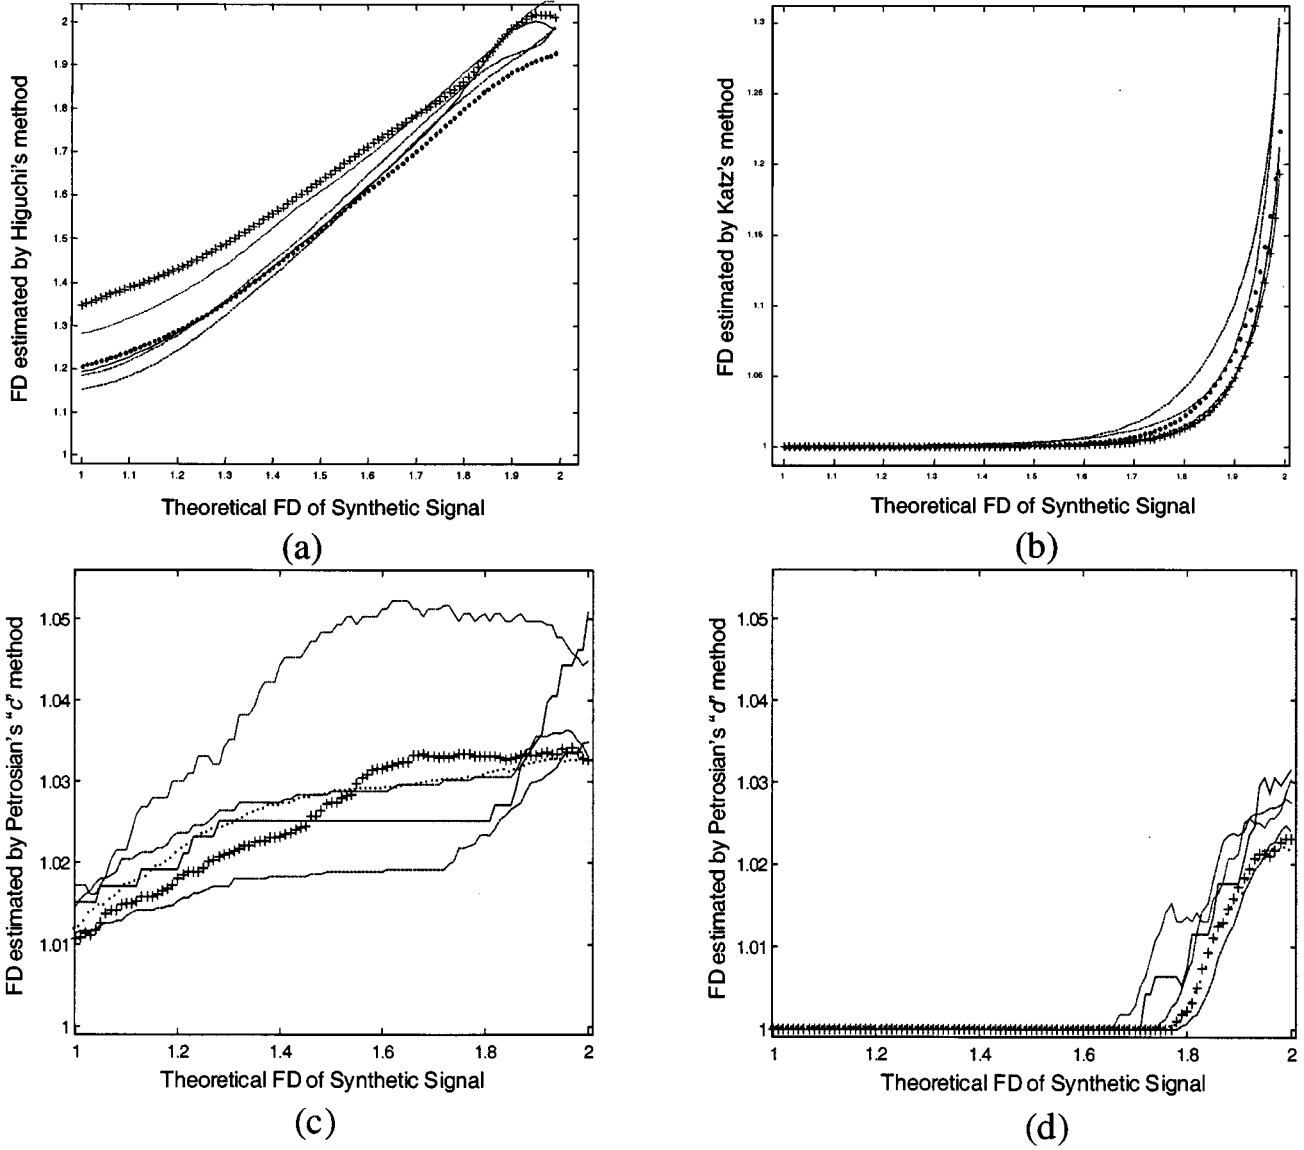 2
1.9
1.8
1.7
1.6
1.5
1.4
1.3
1.2
1.1
1
FD estimated by Higuchi's method
1 1.1 1.2 1.3 1.4 1.5 1.6 1.7 1.8 1.9 2
Theoretical FD of Synthetic Signal
(a)
1.3
1.25
1.2
1.15
1.1
1.05
1
FD estimated by Katz's method
1 1.1 1.2 1.3 1.4 1.5 1.6 1.7 1.8 1.9 2
Theoretical FD of Synthetic Signal
(b)
1.05
1.04
1.03
1.02
1.01
1
FD estimated by Petrosian's "c" method
1 1.2 1.4 1.6 1.8 2
Theoretical FD of Synthetic Signal
(c)
1.05
1.04
1.03
1.02
1.01
1
FD estimated by Petrosian's "d" method
1 1.2 1.4 1.6 1.8 2
Theoretical FD of Synthetic Signal
(d)